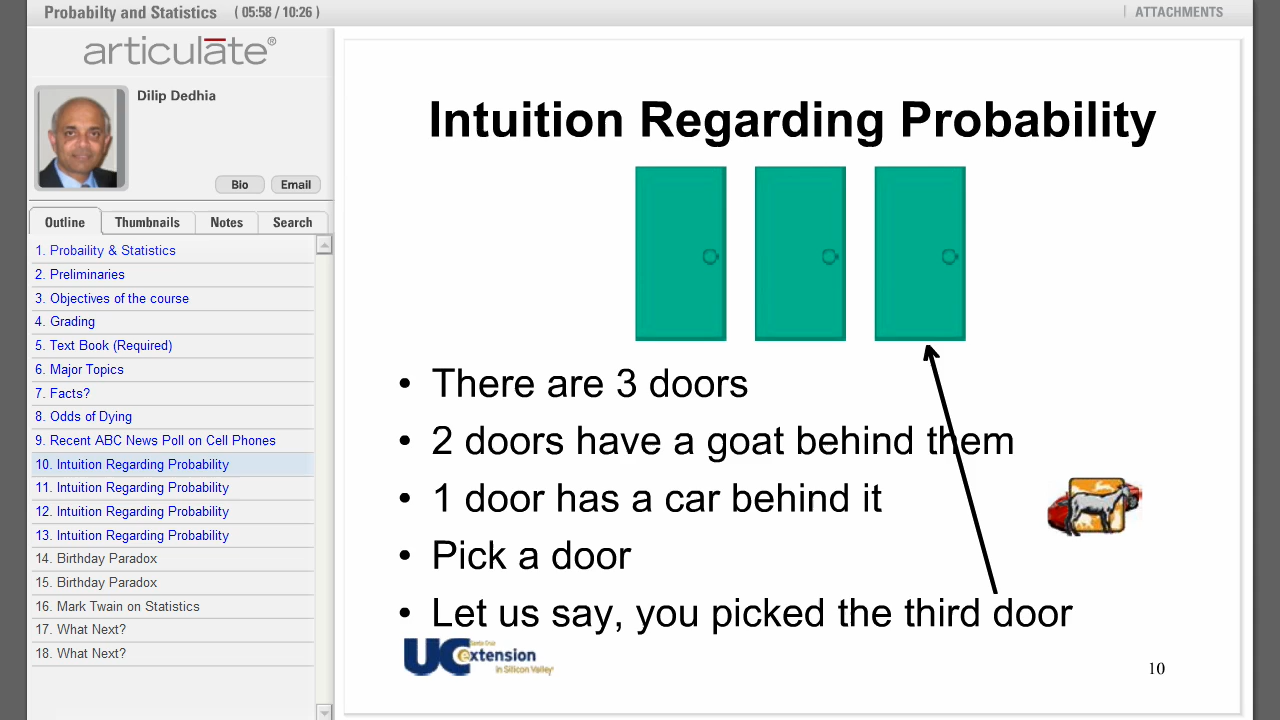 Probabilty and Statistics ( 05:58 / 10:26 )
ATTACHMENTS
articulate®
Dilip Dedhia
Bio Email
Outline Thumbnails Notes Search
1. Probaility & Statistics
2. Preliminaries
3. Objectives of the course
4. Grading
5. Text Book (Required)
6. Major Topics
7. Facts?
8. Odds of Dying
9. Recent ABC News Poll on Cell Phones
10. Intuition Regarding Probability
11. Intuition Regarding Probability
12. Intuition Regarding Probability
13. Intuition Regarding Probability
14. Birthday Paradox
15. Birthday Paradox
16. Mark Twain on Statistics
17. What Next?
18. What Next?
Intuition Regarding Probability
• There are 3 doors
• 2 doors have a goat behind them
• 1 door has a car behind it
• Pick a door
• Let us say, you picked the third door
UC Santa Cruz
extension
in Silicon Valley
10